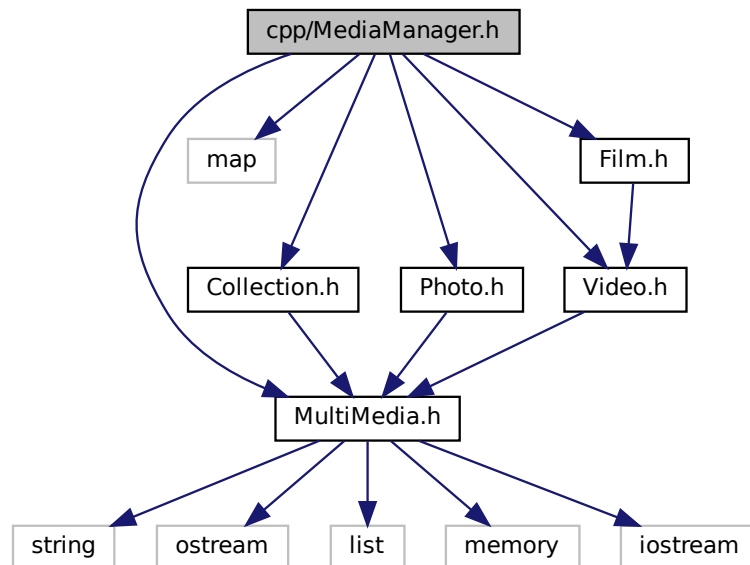 cpp/MediaManager.h
map
Film.h
Collection.h
Photo.h
Video.h
MultiMedia.h
string
ostream
list
memory
iostream